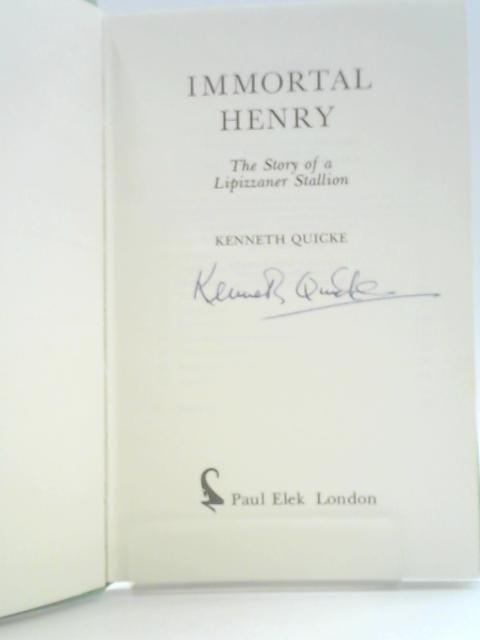 IMMORTAL
HENRY
The Story of a
Lipizzaner Stallion
KENNETH QUICKE
Kenneth Quicke
Paul Elek London